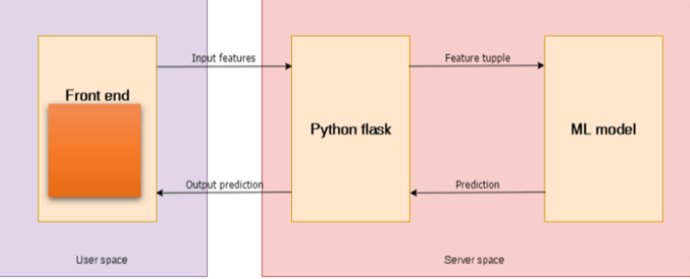 Input features
Feature tupple
Front end
Python flask
ML model
Output prediction
Prediction
User space
Server space